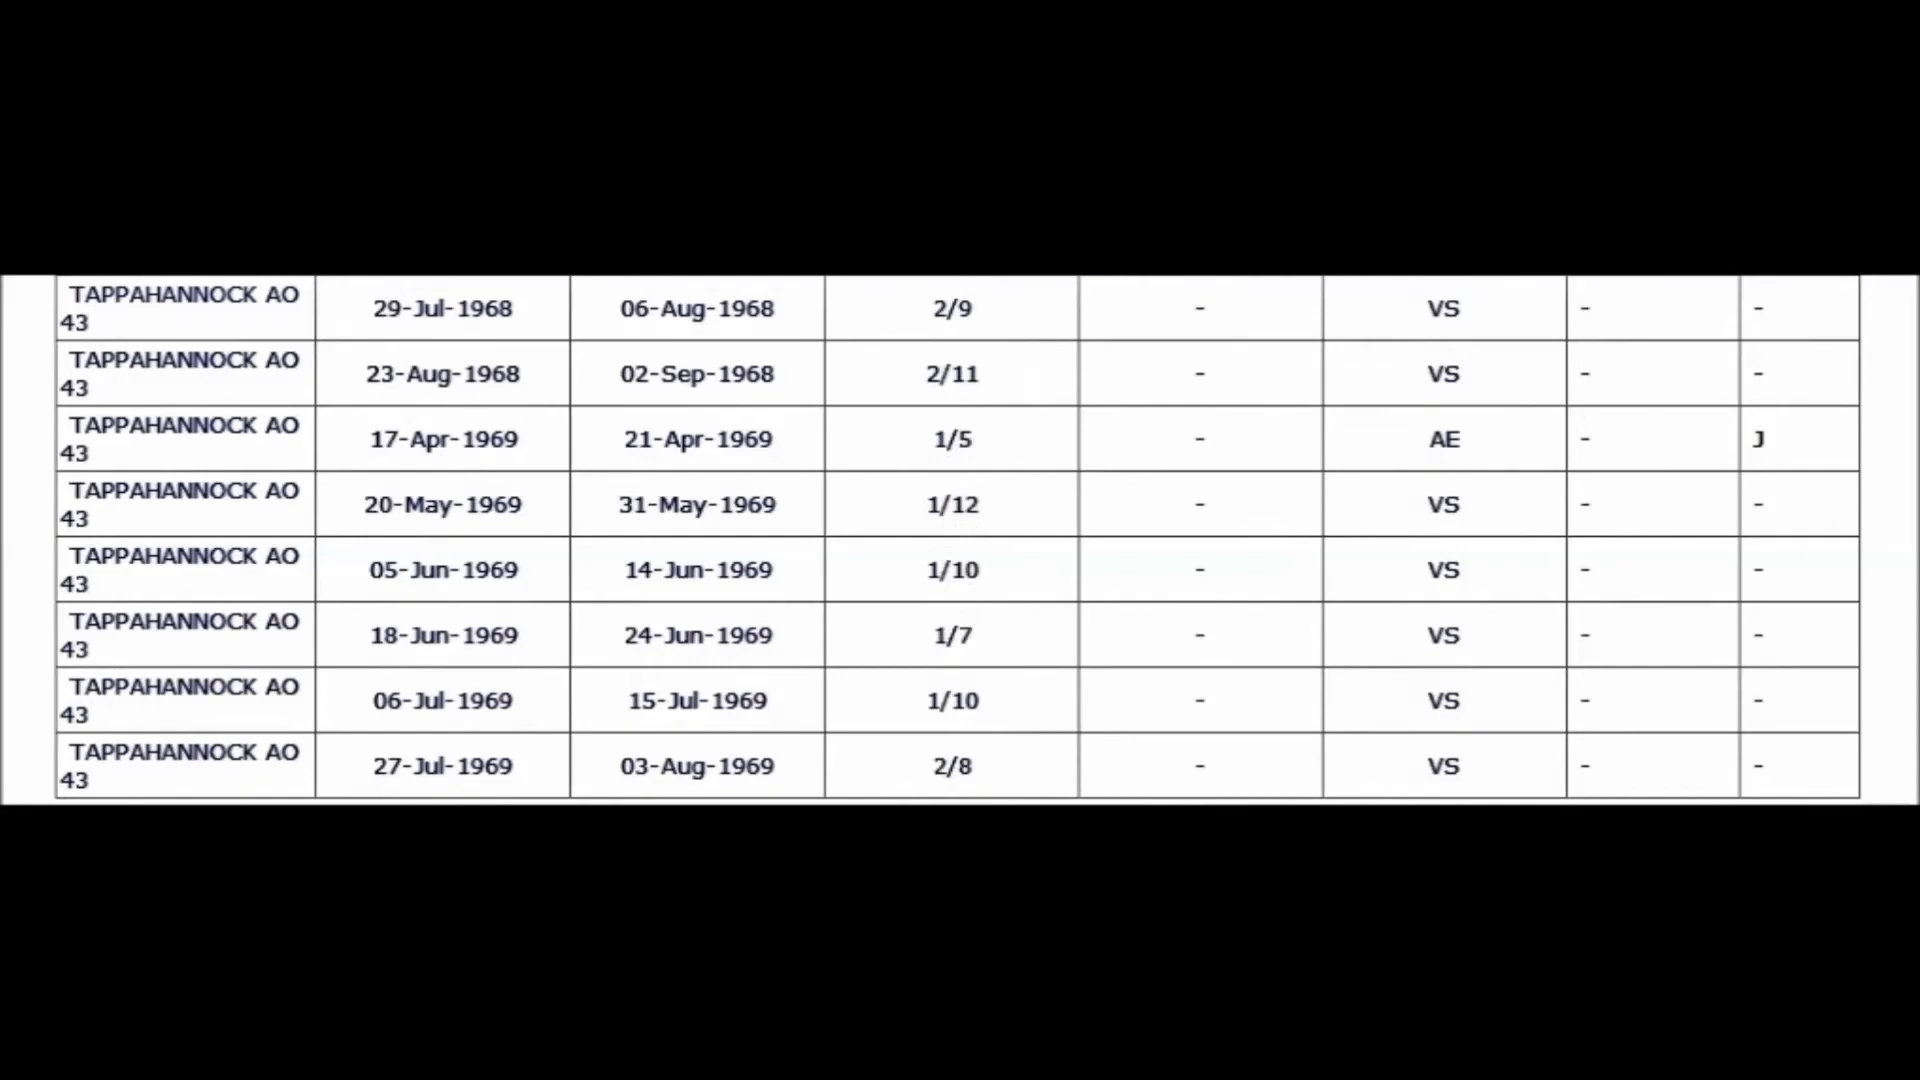 TAPPAHANNOCK AO 43 29-Jul-1968 06-Aug-1968 2/9 - VS - -
TAPPAHANNOCK AO 43 23-Aug-1968 02-Sep-1968 2/11 - VS - -
TAPPAHANNOCK AO 43 17-Apr-1969 21-Apr-1969 1/5 - AE - J
TAPPAHANNOCK AO 43 20-May-1969 31-May-1969 1/12 - VS - -
TAPPAHANNOCK AO 43 05-Jun-1969 14-Jun-1969 1/10 - VS - -
TAPPAHANNOCK AO 43 18-Jun-1969 24-Jun-1969 1/7 - VS - -
TAPPAHANNOCK AO 43 06-Jul-1969 15-Jul-1969 1/10 - VS - -
TAPPAHANNOCK AO 43 27-Jul-1969 03-Aug-1969 2/8 - VS - -